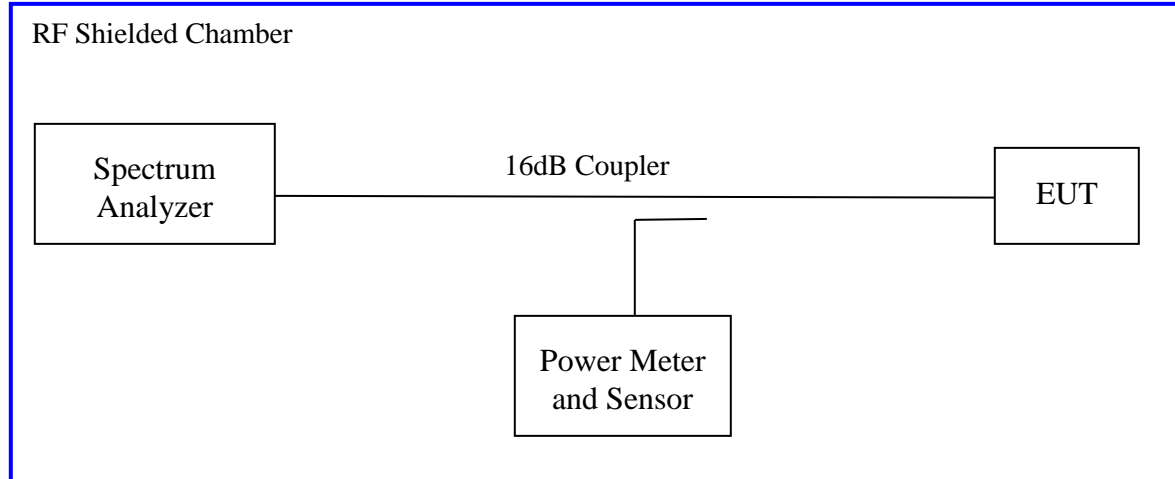 RF Shielded Chamber
Spectrum
Analyzer
16dB Coupler
EUT
Power Meter
and Sensor